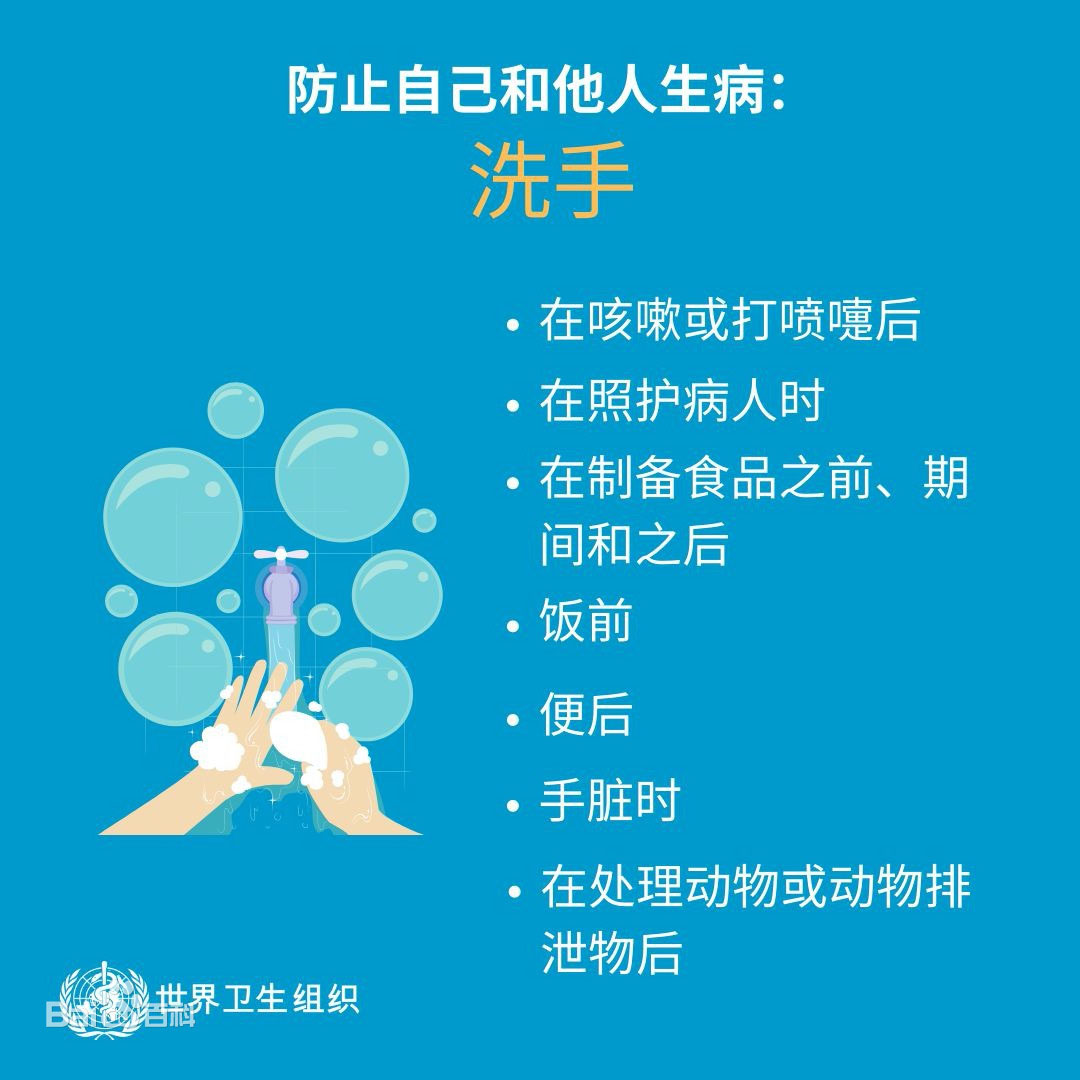 防止自己和他人生病：
洗手
• 在咳嗽或打喷嚏后
• 在照护病人时
• 在制备食品之前、期
间和之后
• 饭前
• 便后
• 手脏时
• 在处理动物或动物排
泄物后
世界卫生组织
Bai百科